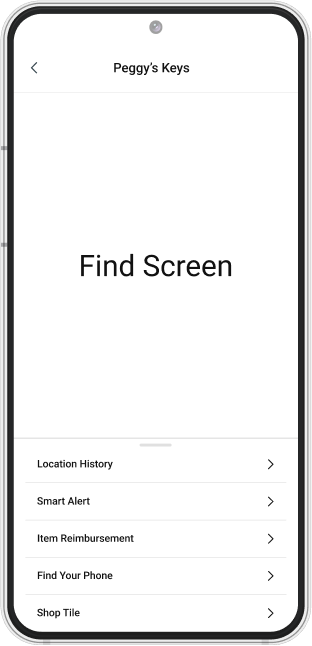 Peggy's Keys
Find Screen
Location History
Smart Alert
Item Reimbursement
Find Your Phone
Shop Tile